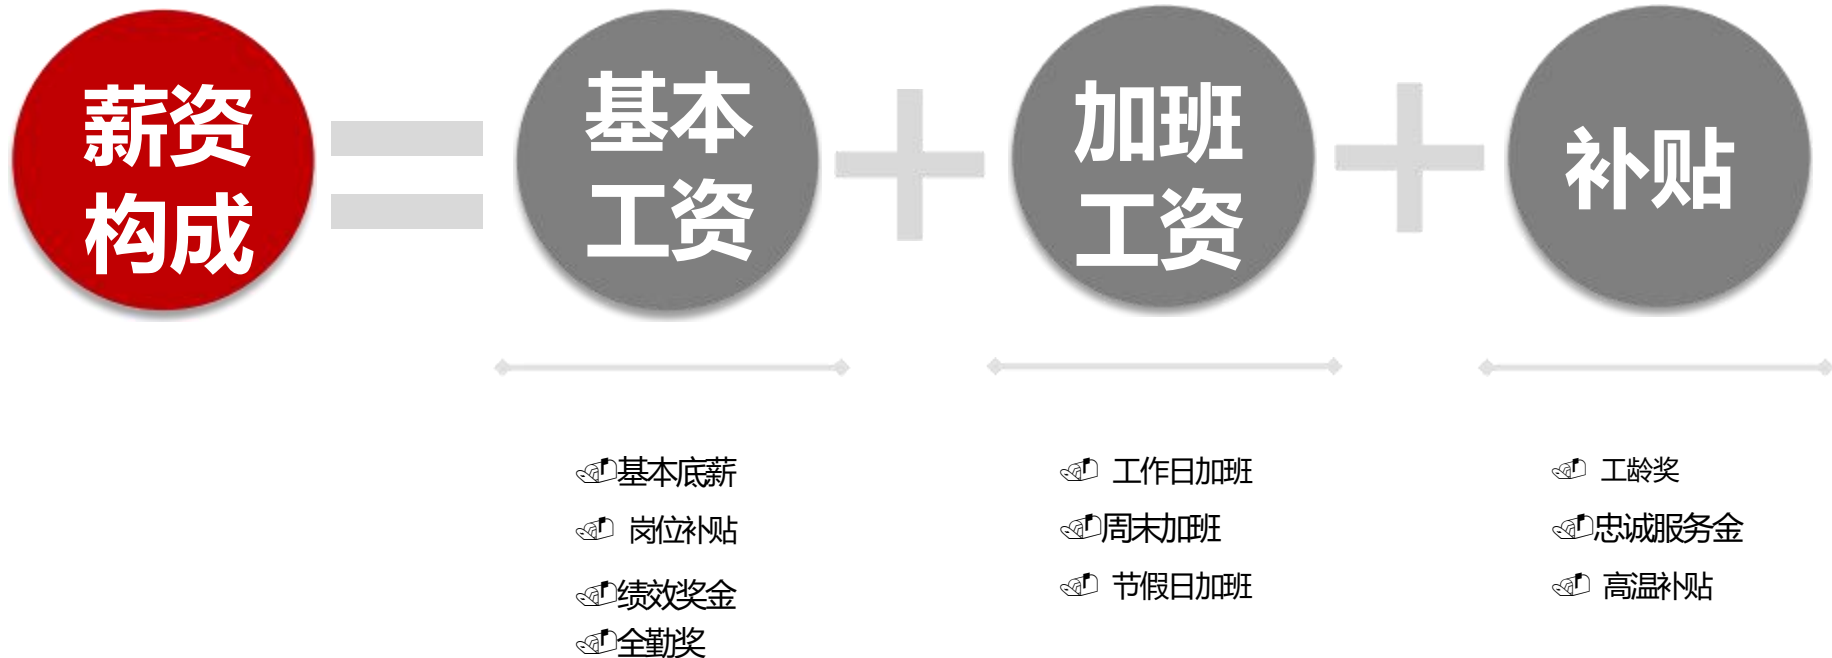 薪资
构成
基本
工资
加班
工资
补贴
基本底薪
岗位补贴
绩效奖金
全勤奖
工作日加班
周末加班
节假日加班
工龄奖
忠诚服务金
高温补贴